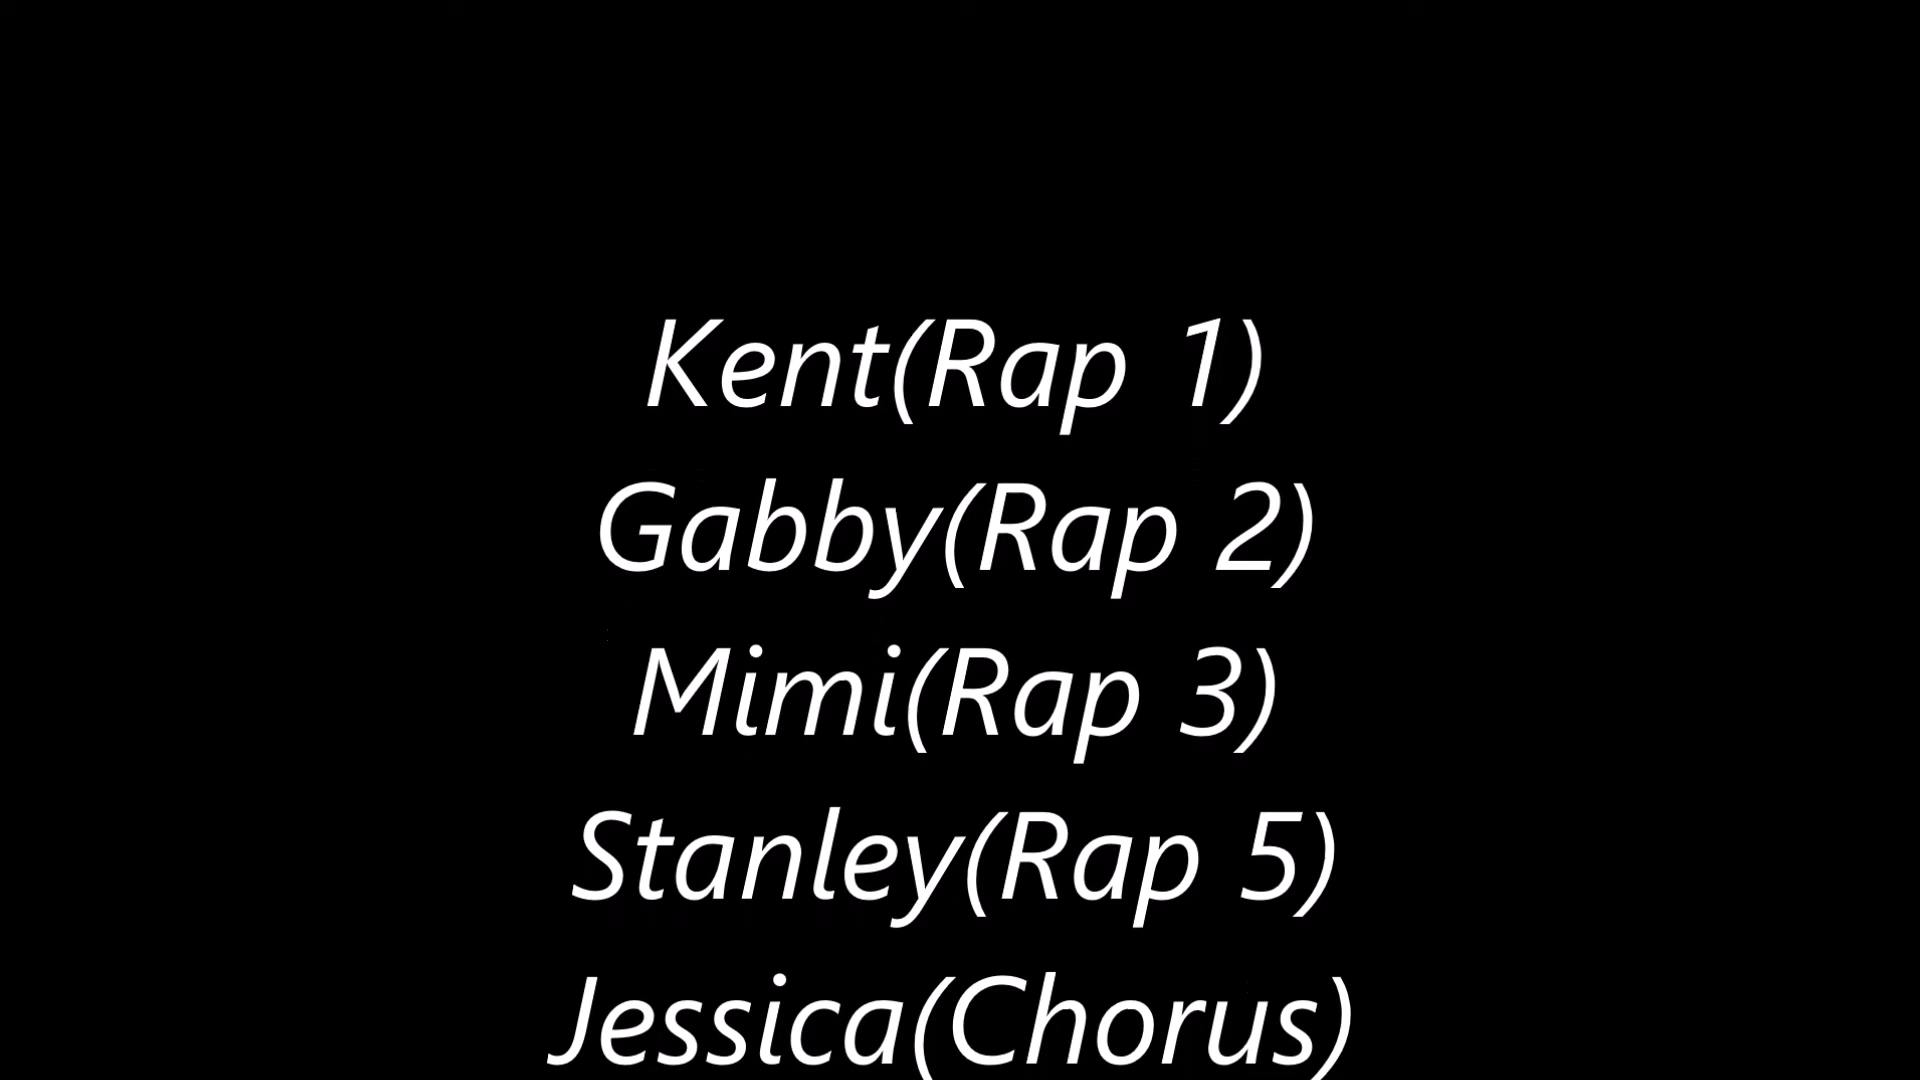 Kent(Rap 1)
Gabby(Rap 2)
Mimi(Rap 3)
Stanley(Rap 5)
Jessica(Chorus)